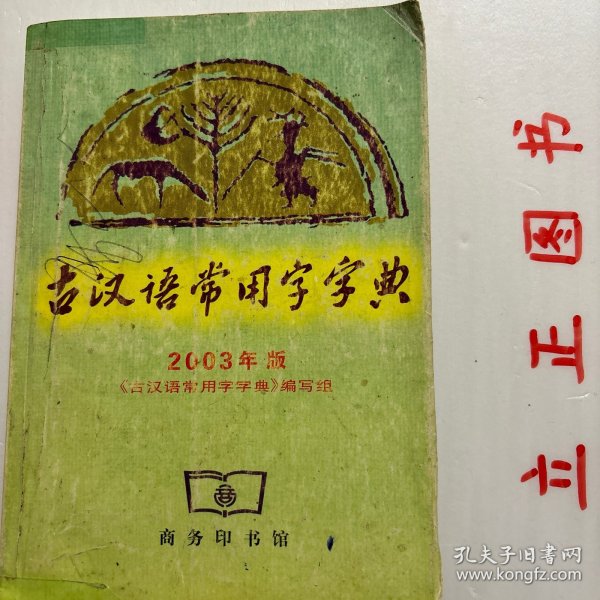 古汉语常用字字典
2003年版
《古汉语常用字字典》编写组
商务印书馆
立正图书
孔夫子旧书网
www.kongfz.com